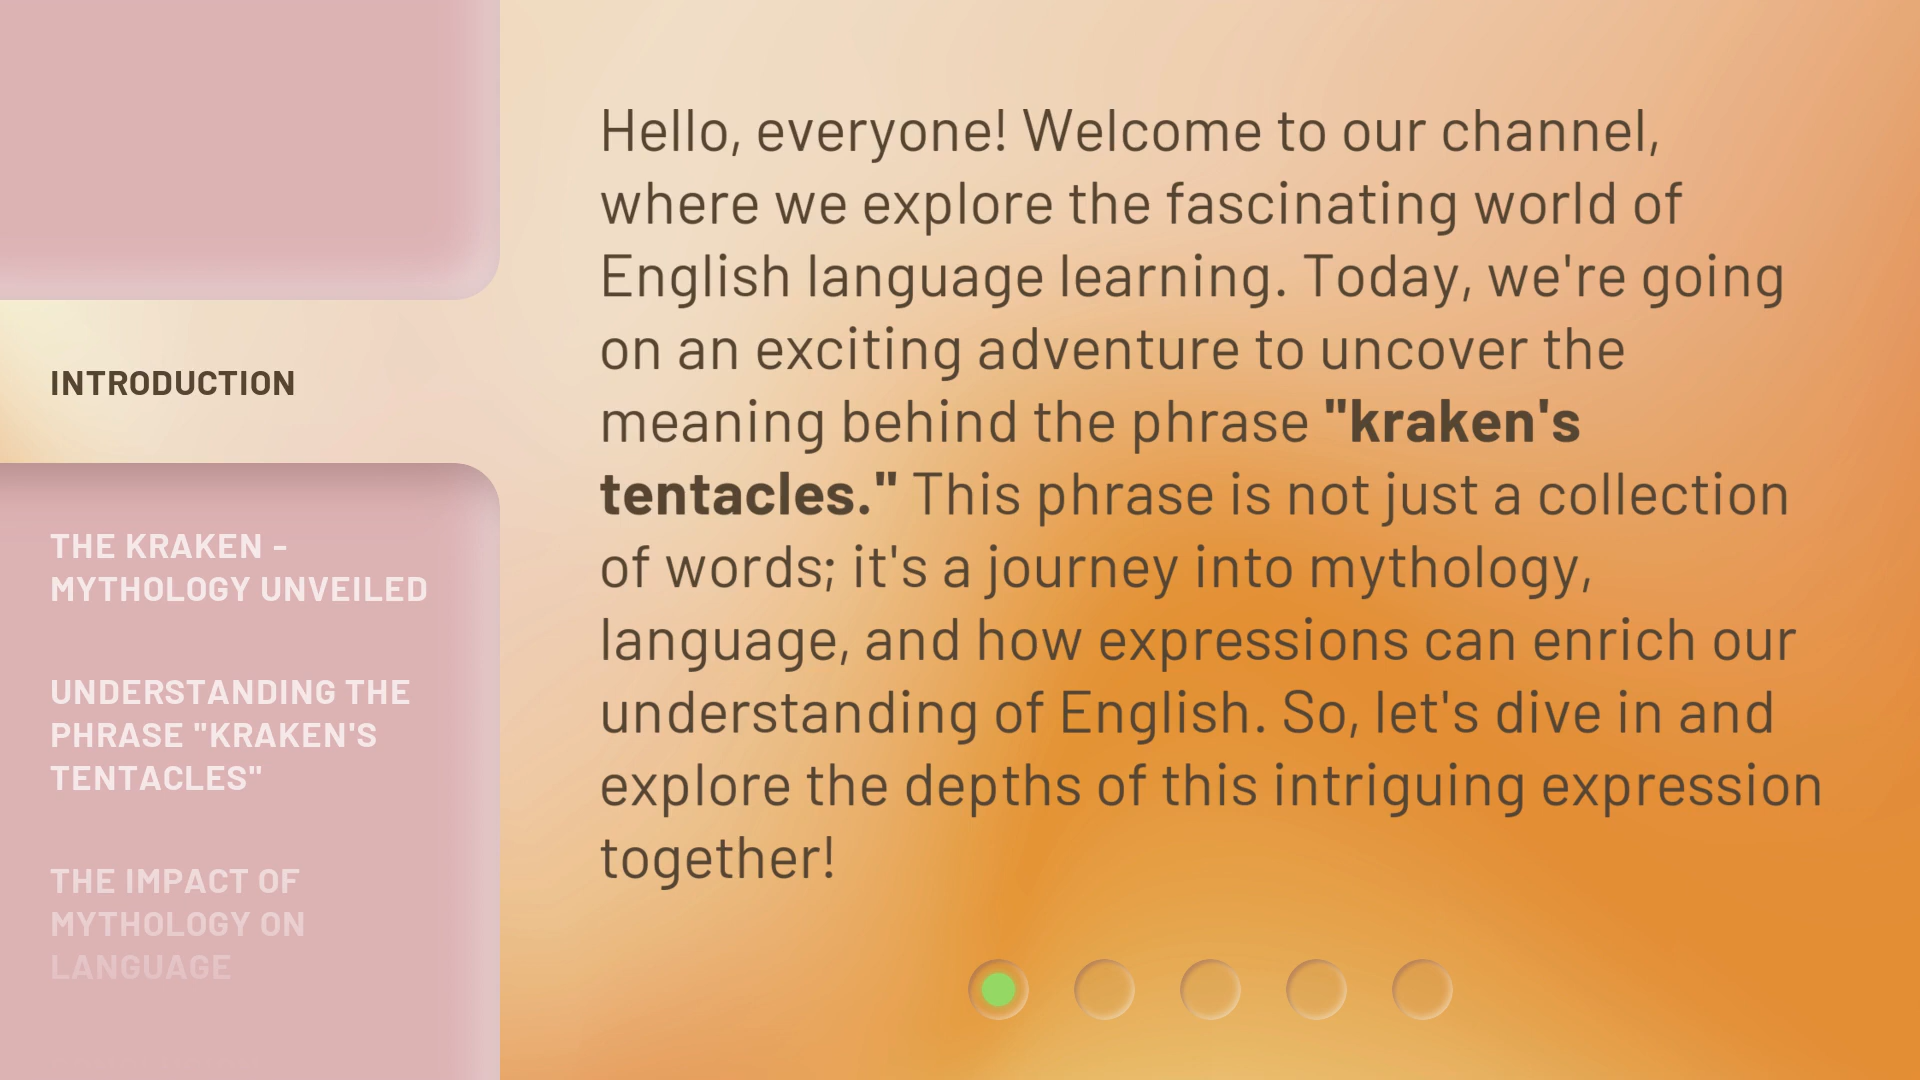 INTRODUCTION
THE KRAKEN -
MYTHOLOGY UNVEILED
UNDERSTANDING THE
PHRASE "KRAKEN'S
TENTACLES"
THE IMPACT OF
MYTHOLOGY ON
LANGUAGE
Hello, everyone! Welcome to our channel,
where we explore the fascinating world of
English language learning. Today, we're going
on an exciting adventure to uncover the
meaning behind the phrase "kraken's
tentacles." This phrase is not just a collection
of words; it's a journey into mythology,
language, and how expressions can enrich our
understanding of English. So, let's dive in and
explore the depths of this intriguing expression
together!